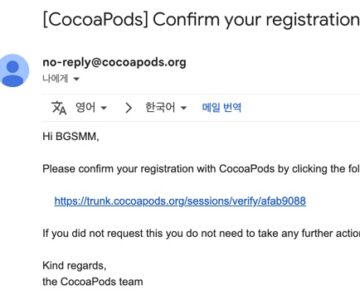 [CocoaPods] Confirm your registration
no-reply@cocoapods.org
나에게
영어 > 한국어 메일 번역
Hi BGSMM,
Please confirm your registration with CocoaPods by clicking the fol
https://trunk.cocoapods.org/sessions/verify/afab9088
If you did not request this you do not need to take any further action
Kind regards,
the CocoaPods team